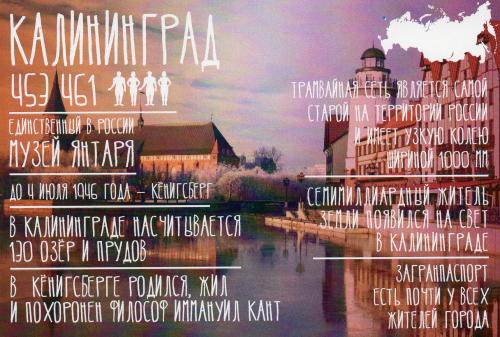 КАЛИНИНГРАД
453 461
ЕДИНСТВЕННЫЙ В РОССИИ
МУЗЕЙ ЯНТАРЯ
ДО 4 ИЮЛЯ 1946 ГОДА – КЁНИГСБЕРГ
В КАЛИНИНГРАДЕ НАСЧИТЫВАЕТСЯ
130 ОЗЁР И ПРУДОВ
В КЁНИГСБЕРГЕ РОДИЛСЯ, ЖИЛ
И ПОХОРОНЕН ФИЛОСОФ ИММАНУИЛ КАНТ
ТРАМВАЙНАЯ СЕТЬ ЯВЛЯЕТСЯ САМОЙ
СТАРОЙ НА ТЕРРИТОРИИ РОССИИ
И ИМЕЕТ УЗКУЮ КОЛЕЮ
ШИРИНОЙ 1000 ММ
СЕМИМИЛЛИАРДНЫЙ ЖИТЕЛЬ
ЗЕМЛИ ПОЯВИЛСЯ НА СВЕТ
В КАЛИНИНГРАДЕ
ЗАГРАНПАСПОРТ
ЕСТЬ ПОЧТИ У ВСЕХ
ЖИТЕЛЕЙ ГОРОДА